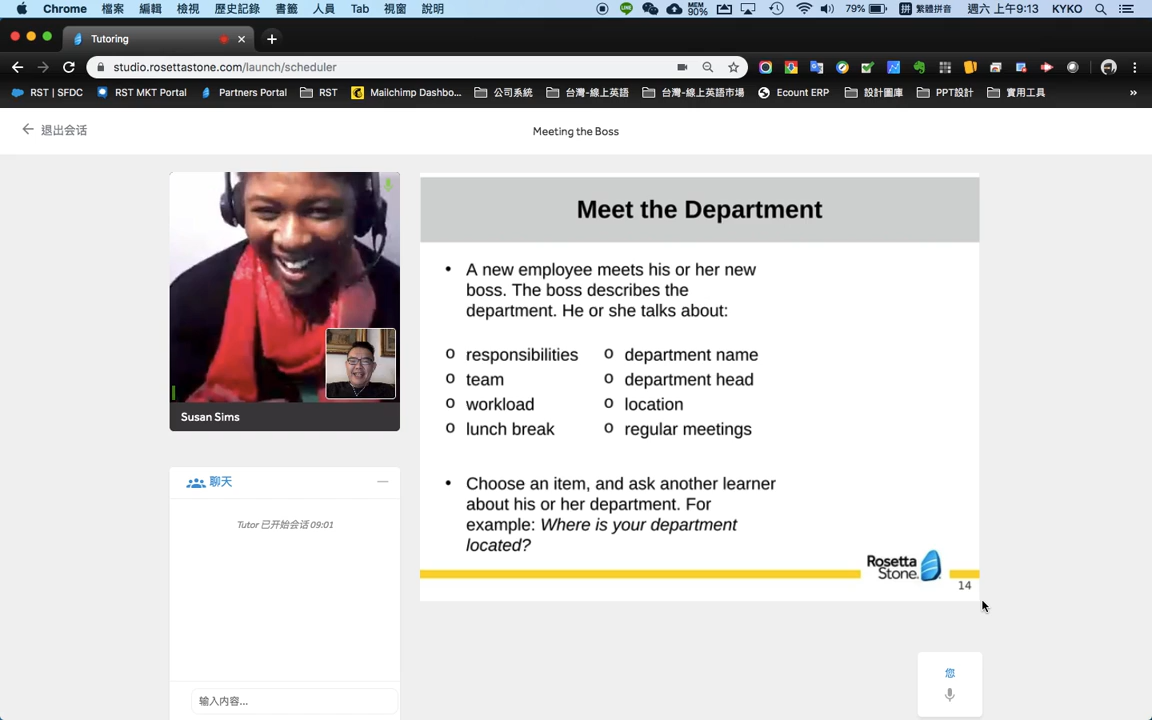 Chrome 檔案 編輯 檢視 歷史記錄 書籤 人員 Tab 視窗 說明 MEM 90% 79% 拼 繁體拼音 週六 上午9:13 KYKO
Tutoring
studio.rosettastone.com/launch/scheduler
RST | SFDC RST MKT Portal Partners Portal RST Mailchimp Dashbo... 公司系統 台灣-線上英語 台灣-線上英語市場 Ecount ERP 設計圖庫 PPT設計 實用工具 »
退出会话
Meeting the Boss
Meet the Department
• A new employee meets his or her new
boss. The boss describes the
department. He or she talks about:
o responsibilities o department name
o team o department head
o workload o location
o lunch break o regular meetings
• Choose an item, and ask another learner
about his or her department. For
example: Where is your department
located?
Rosetta
Stone.
14
Susan Sims
聊天
Tutor 已开始会话 09:01
输入内容...
您